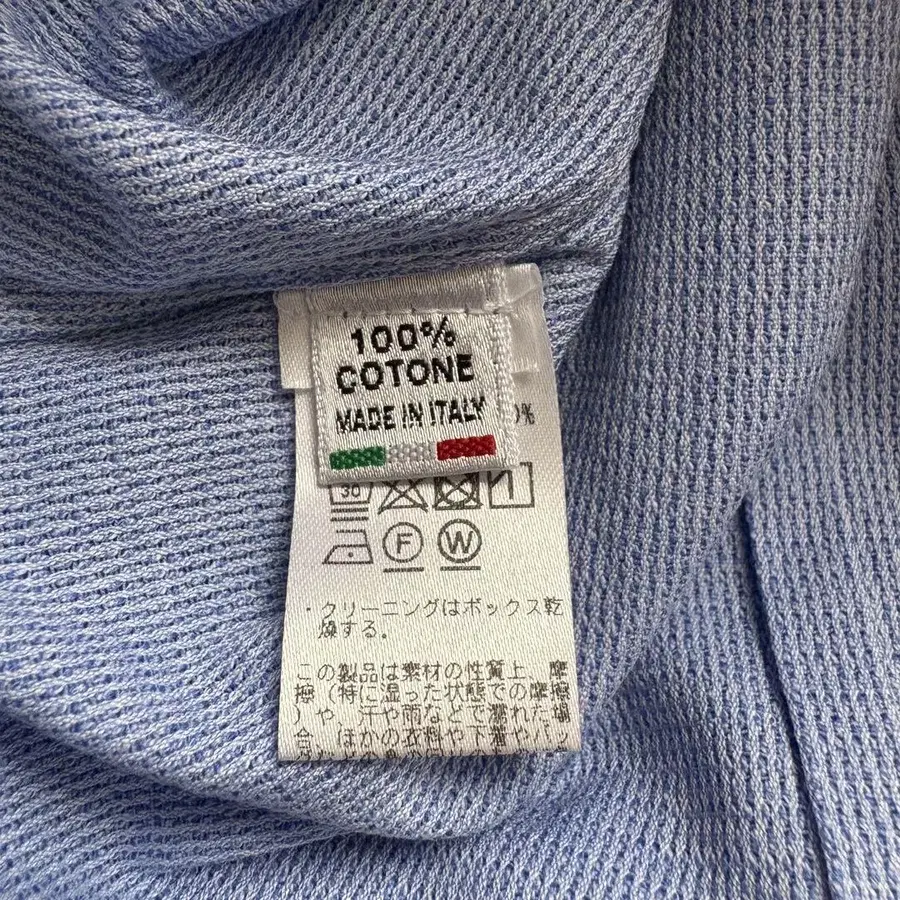 100%
COTONE
MADE IN ITALY
0%
30
F
W
・クリーニングはボックス乾
燥する。
この製品は素材の性質上、摩
擦（特に湿った状態での摩擦
）や、汗や雨などで濡れた場
合、ほかの衣料や下着やバッ